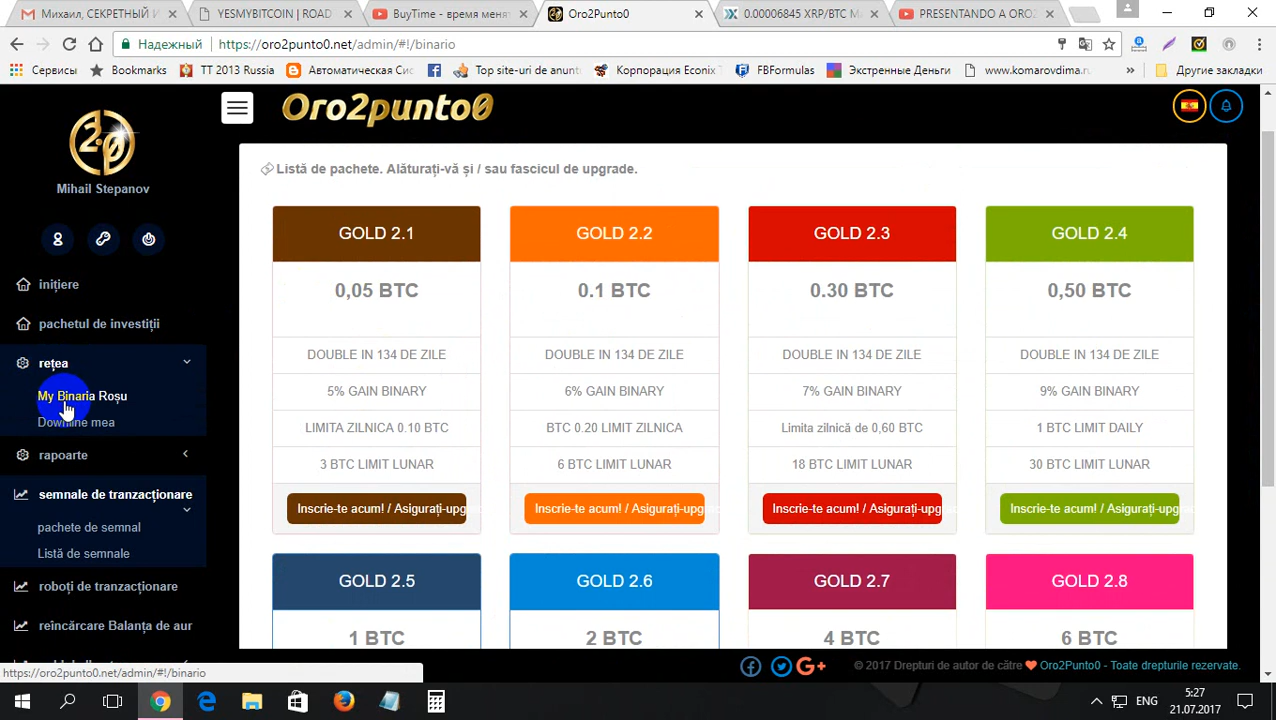 Михаил, СЕКРЕТНЫЙ И
YESMYBITCOIN | ROAD
BuyTime - время меня
Oro2Punto0
0.00006845 XRP/BTC Ma
PRESENTANDO A ORO2
Надежный
https://oro2punto0.net/admin/#!/binario
Сервисы
Bookmarks
TT 2013 Russia
Автоматическая Сис
Top site-uri de anunt
Корпорация Econix
FBFormulas
Экстренные Деньги
www.komarovdima.r
Другие закладки
2.0
Mihail Stepanov
Oro2punto0
inițiere
pachetul de investiții
rețea
My Binaria Roșu
Downline mea
rapoarte
semnale de tranzacționare
pachete de semnal
Listă de semnale
roboți de tranzacționare
reîncărcare Balanța de aur
Listă de pachete. Alăturați-vă și / sau fascicul de upgrade.
GOLD 2.1
0,05 BTC
DOUBLE IN 134 DE ZILE
5% GAIN BINARY
LIMITA ZILNICA 0.10 BTC
3 BTC LIMIT LUNAR
Inscrie-te acum! / Asigurați-upg
GOLD 2.2
0.1 BTC
DOUBLE IN 134 DE ZILE
6% GAIN BINARY
BTC 0.20 LIMIT ZILNICA
6 BTC LIMIT LUNAR
Inscrie-te acum! / Asigurați-upg
GOLD 2.3
0.30 BTC
DOUBLE IN 134 DE ZILE
7% GAIN BINARY
Limita zilnică de 0,60 BTC
18 BTC LIMIT LUNAR
Inscrie-te acum! / Asigurați-upg
GOLD 2.4
0,50 BTC
DOUBLE IN 134 DE ZILE
9% GAIN BINARY
1 BTC LIMIT DAILY
30 BTC LIMIT LUNAR
Inscrie-te acum! / Asigurați-upg
GOLD 2.5
1 BTC
GOLD 2.6
2 BTC
GOLD 2.7
4 BTC
GOLD 2.8
6 BTC
https://oro2punto0.net/admin/#!/binario
© 2017 Drepturi de autor de către Oro2Punto0 - Toate drepturile rezervate.
ENG
5:27
21.07.2017